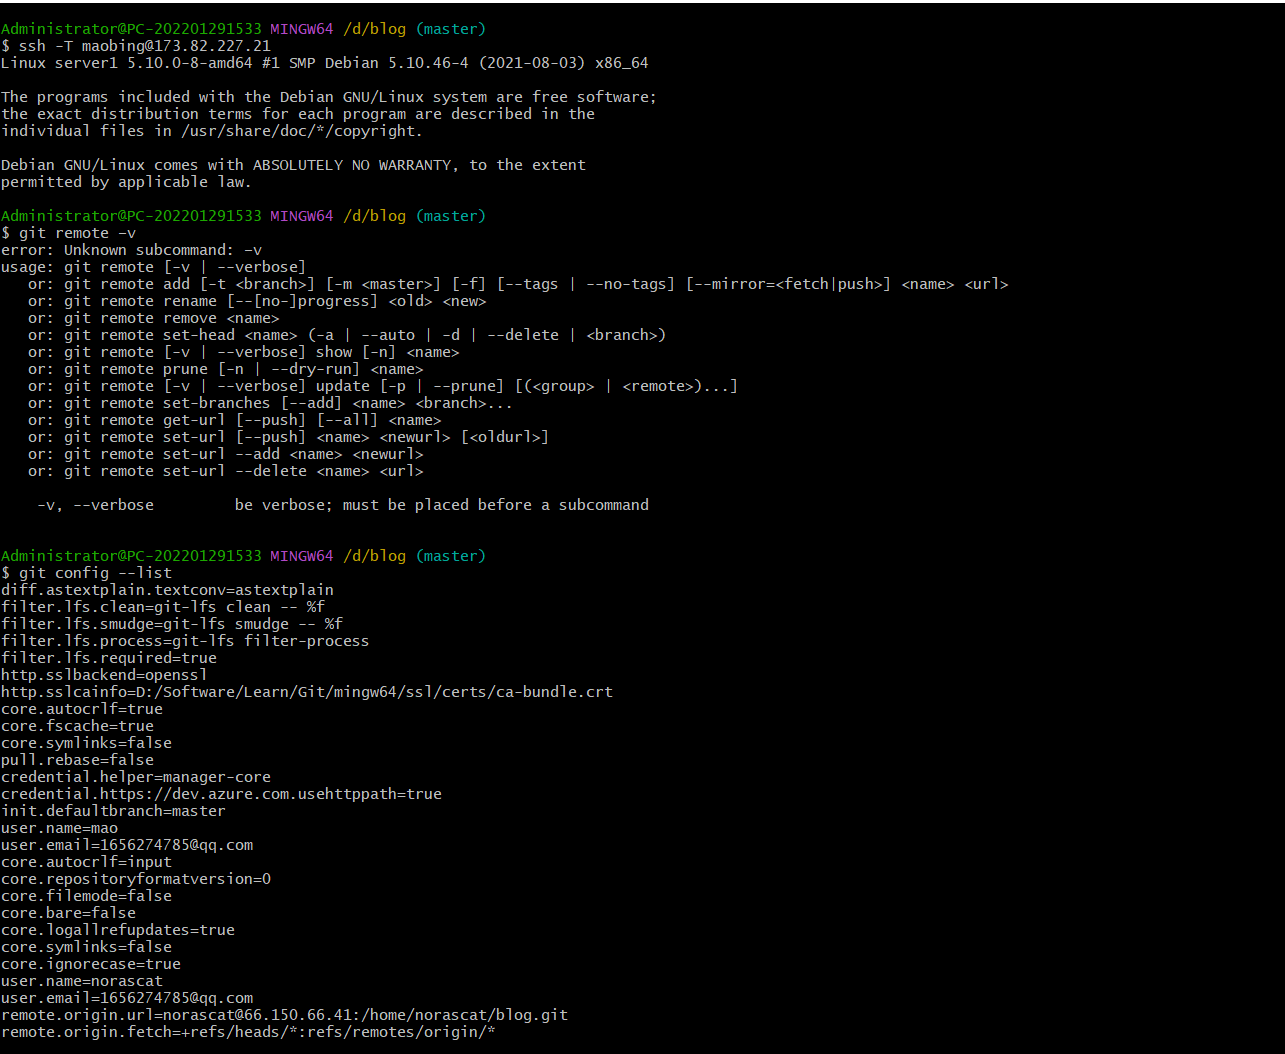 Administrator@PC-202201291533 MINGW64 /d/blog (master)
$ ssh -T maobing@173.82.227.21
Linux server1 5.10.0-8-amd64 #1 SMP Debian 5.10.46-4 (2021-08-03) x86_64
The programs included with the Debian GNU/Linux system are free software;
the exact distribution terms for each program are described in the
individual files in /usr/share/doc/*/copyright.
Debian GNU/Linux comes with ABSOLUTELY NO WARRANTY, to the extent
permitted by applicable law.
Administrator@PC-202201291533 MINGW64 /d/blog (master)
$ git remote –v
error: Unknown subcommand: –v
usage: git remote [-v | --verbose]
   or: git remote add [-t <branch>] [-m <master>] [-f] [--tags | --no-tags] [--mirror=<fetch|push>] <name> <url>
   or: git remote rename [--[no-]progress] <old> <new>
   or: git remote remove <name>
   or: git remote set-head <name> (-a | --auto | -d | --delete | <branch>)
   or: git remote [-v | --verbose] show [-n] <name>
   or: git remote prune [-n | --dry-run] <name>
   or: git remote [-v | --verbose] update [-p | --prune] [(<group> | <remote>)...]
   or: git remote set-branches [--add] <name> <branch>...
   or: git remote get-url [--push] [--all] <name>
   or: git remote set-url [--push] <name> <newurl> [<oldurl>]
   or: git remote set-url --add <name> <newurl>
   or: git remote set-url --delete <name> <url>
    -v, --verbose         be verbose; must be placed before a subcommand
Administrator@PC-202201291533 MINGW64 /d/blog (master)
$ git config --list
diff.astextplain.textconv=astextplain
filter.lfs.clean=git-lfs clean -- %f
filter.lfs.smudge=git-lfs smudge -- %f
filter.lfs.process=git-lfs filter-process
filter.lfs.required=true
http.sslbackend=openssl
http.sslcainfo=D:/Software/Learn/Git/mingw64/ssl/certs/ca-bundle.crt
core.autocrlf=true
core.fscache=true
core.symlinks=false
pull.rebase=false
credential.helper=manager-core
credential.https://dev.azure.com.usehttppath=true
init.defaultbranch=master
user.name=mao
user.email=1656274785@qq.com
core.autocrlf=input
core.repositoryformatversion=0
core.filemode=false
core.bare=false
core.logallrefupdates=true
core.symlinks=false
core.ignorecase=true
user.name=norascat
user.email=1656274785@qq.com
remote.origin.url=norascat@66.150.66.41:/home/norascat/blog.git
remote.origin.fetch=+refs/heads/*:refs/remotes/origin/*